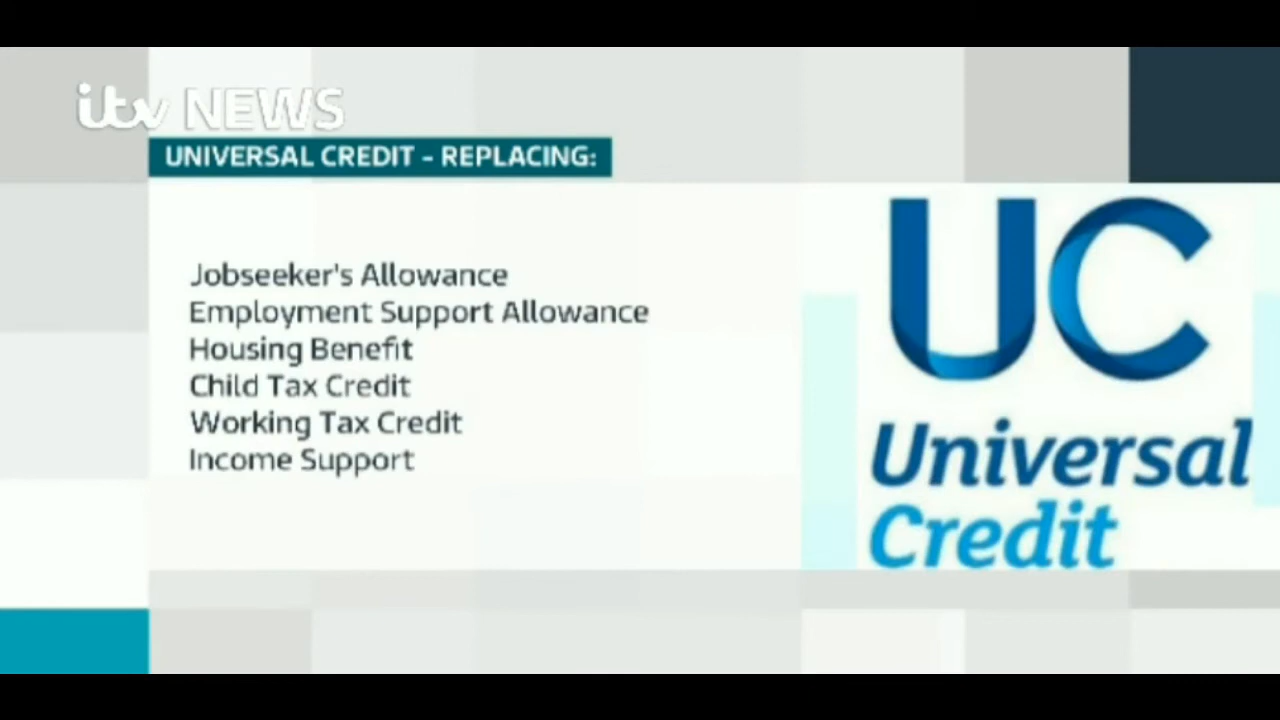 itv NEWS
UNIVERSAL CREDIT - REPLACING:
Jobseeker's Allowance
Employment Support Allowance
Housing Benefit
Child Tax Credit
Working Tax Credit
Income Support
UC
Universal
Credit